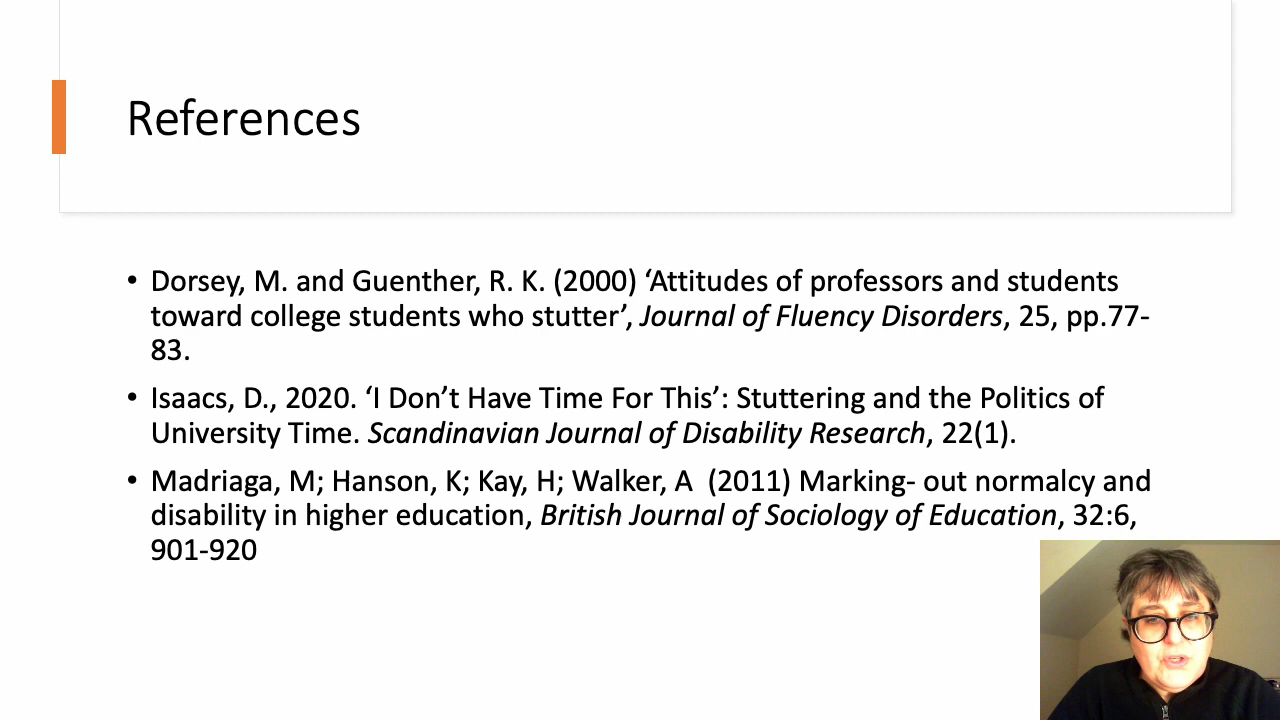 References
• Dorsey, M. and Guenther, R. K. (2000) ‘Attitudes of professors and students
toward college students who stutter’, Journal of Fluency Disorders, 25, pp.77-
83.
• Isaacs, D., 2020. ‘I Don’t Have Time For This’: Stuttering and the Politics of
University Time. Scandinavian Journal of Disability Research, 22(1).
• Madriaga, M; Hanson, K; Kay, H; Walker, A  (2011) Marking- out normalcy and
disability in higher education, British Journal of Sociology of Education, 32:6,
901-920